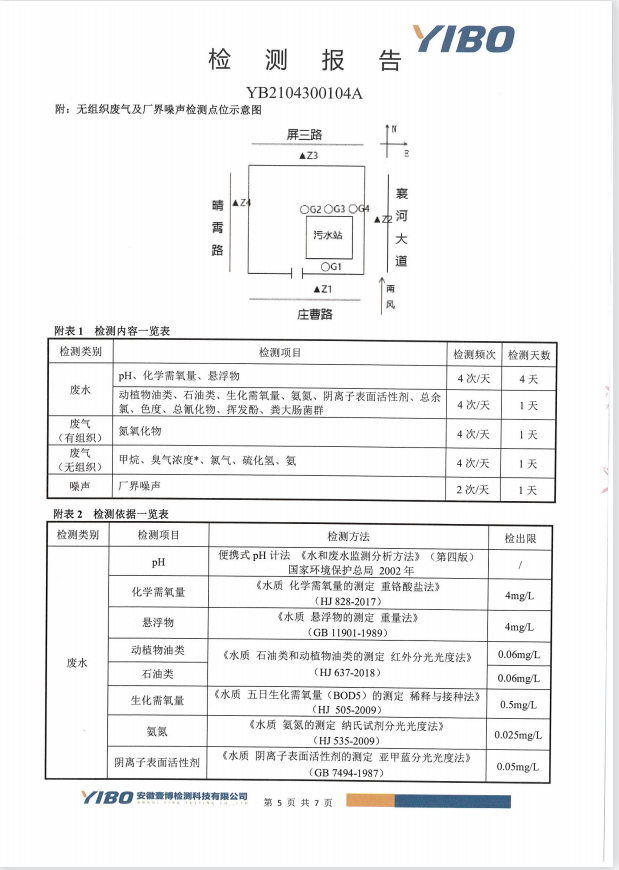 YIBO
检 测 报 告
YB2104300104A
附：无组织废气及厂界噪声检测点位示意图
N
屏三路
▲Z3
E
晴霄路
▲Z4
○G2 ○G3 ○G4
▲Z2
襄河大道
污水站
○G1
▲Z1
南风
庄曹路
附表 1 检测内容一览表
检测类别 检测项目 检测频次 检测天数
废水
pH、化学需氧量、悬浮物 4 次/天 4 天
动植物油类、石油类、生化需氧量、氨氮、阴离子表面活性剂、总余
氯、色度、总氰化物、挥发酚、粪大肠菌群 4 次/天 1 天
废气
（有组织） 氮氧化物 4 次/天 1 天
废气
（无组织） 甲烷、臭气浓度*、氯气、硫化氢、氨 4 次/天 1 天
噪声 厂界噪声 2 次/天 1 天
附表 2 检测依据一览表
检测类别 检测项目 检测方法 检出限
废水
pH 便携式 pH 计法 《水和废水监测分析方法》（第四版）
国家环境保护总局 2002 年 /
化学需氧量 《水质 化学需氧量的测定 重铬酸盐法》
（HJ 828-2017） 4mg/L
悬浮物 《水质 悬浮物的测定 重量法》
（GB 11901-1989） 4mg/L
动植物油类 《水质 石油类和动植物油类的测定 红外分光光度法》 0.06mg/L
石油类 （HJ 637-2018） 0.06mg/L
生化需氧量 《水质 五日生化需氧量（BOD5）的测定 稀释与接种法》
（HJ 505-2009） 0.5mg/L
氨氮 《水质 氨氮的测定 纳氏试剂分光光度法》
（HJ 535-2009） 0.025mg/L
阴离子表面活性剂 《水质 阴离子表面活性剂的测定 亚甲蓝分光光度法》
（GB 7494-1987） 0.05mg/L
YIBO 安徽壹博检测科技有限公司
ANHUI YIBO TESTING TECHNOLOGY CO.,LTD
第 5 页 共 7 页